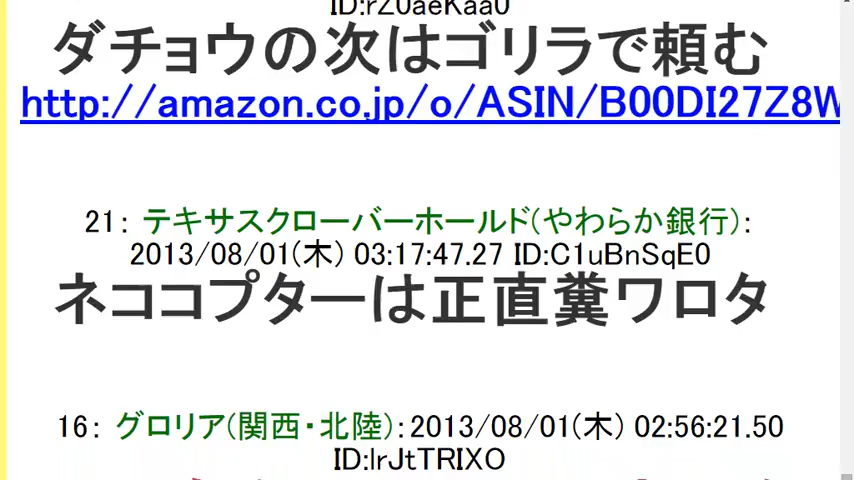 ID:rZ0aeKaa0
ダチョウの次はゴリラで頼む
http://amazon.co.jp/o/ASIN/B00DI27Z8W
21: テキサスクローバーホールド(やわらか銀行):
2013/08/01(木) 03:17:47.27 ID:C1uBnSqE0
ネココプターは正直糞ワロタ
16: グロリア(関西・北陸):2013/08/01(木) 02:56:21.50
ID:lrJtTRIXO